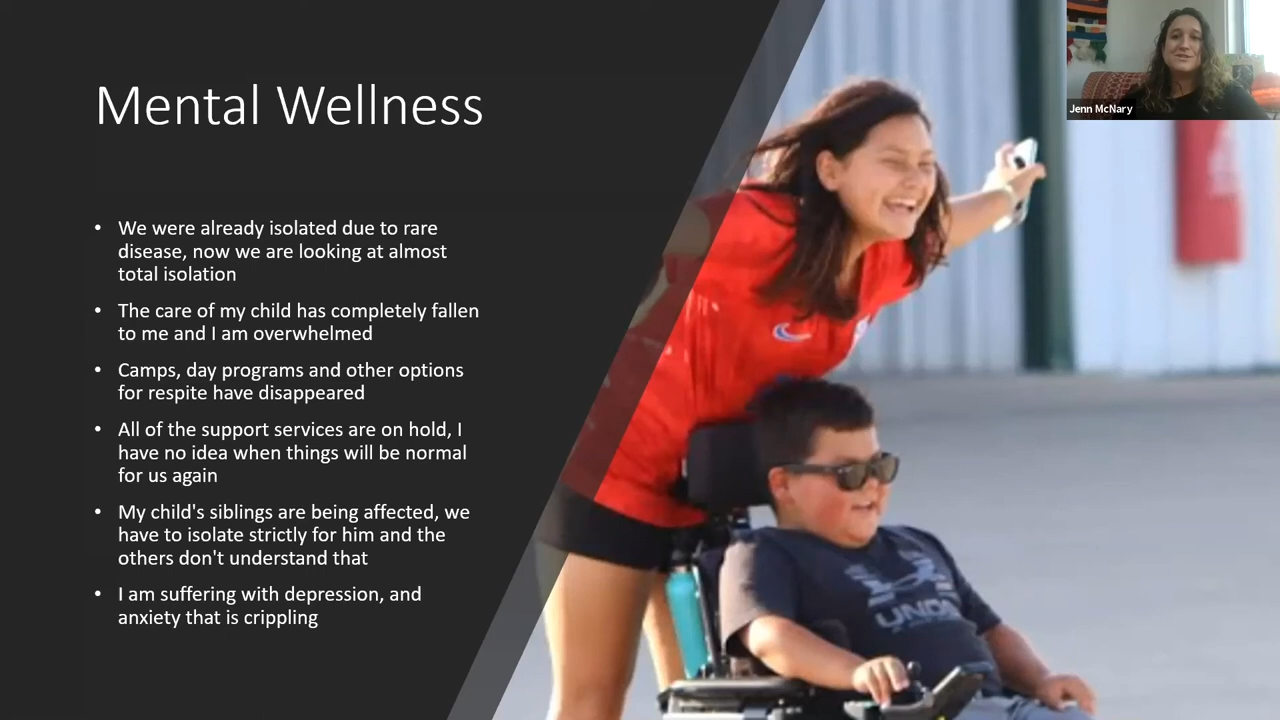 Mental Wellness
• We were already isolated due to rare
disease, now we are looking at almost
total isolation
• The care of my child has completely fallen
to me and I am overwhelmed
• Camps, day programs and other options
for respite have disappeared
• All of the support services are on hold, I
have no idea when things will be normal
for us again
• My child's siblings are being affected, we
have to isolate strictly for him and the
others don't understand that
• I am suffering with depression, and
anxiety that is crippling
Jenn McNary
UNDE